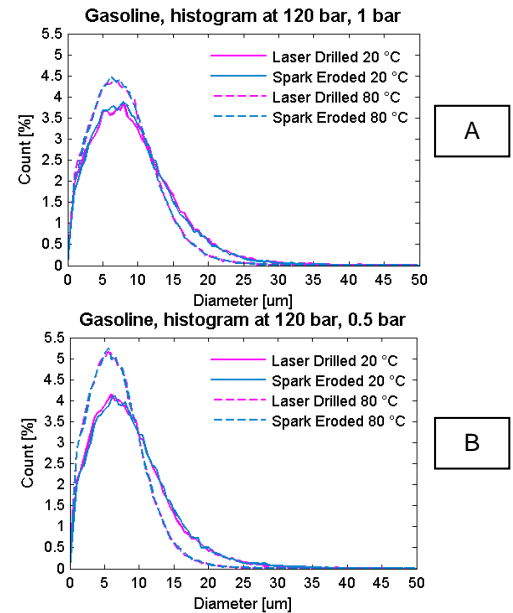 Gasoline, histogram at 120 bar, 1 bar
5.5
5
4.5
4
3.5
3
2.5
2
1.5
1
0.5
0
Count [%]
Laser Drilled 20 °C
Spark Eroded 20 °C
Laser Drilled 80 °C
Spark Eroded 80 °C
0 5 10 15 20 25 30 35 40 45 50
Diameter [um]
A
Gasoline, histogram at 120 bar, 0.5 bar
5.5
5
4.5
4
3.5
3
2.5
2
1.5
1
0.5
0
Count [%]
Laser Drilled 20 °C
Spark Eroded 20 °C
Laser Drilled 80 °C
Spark Eroded 80 °C
0 5 10 15 20 25 30 35 40 45 50
Diameter [um]
B